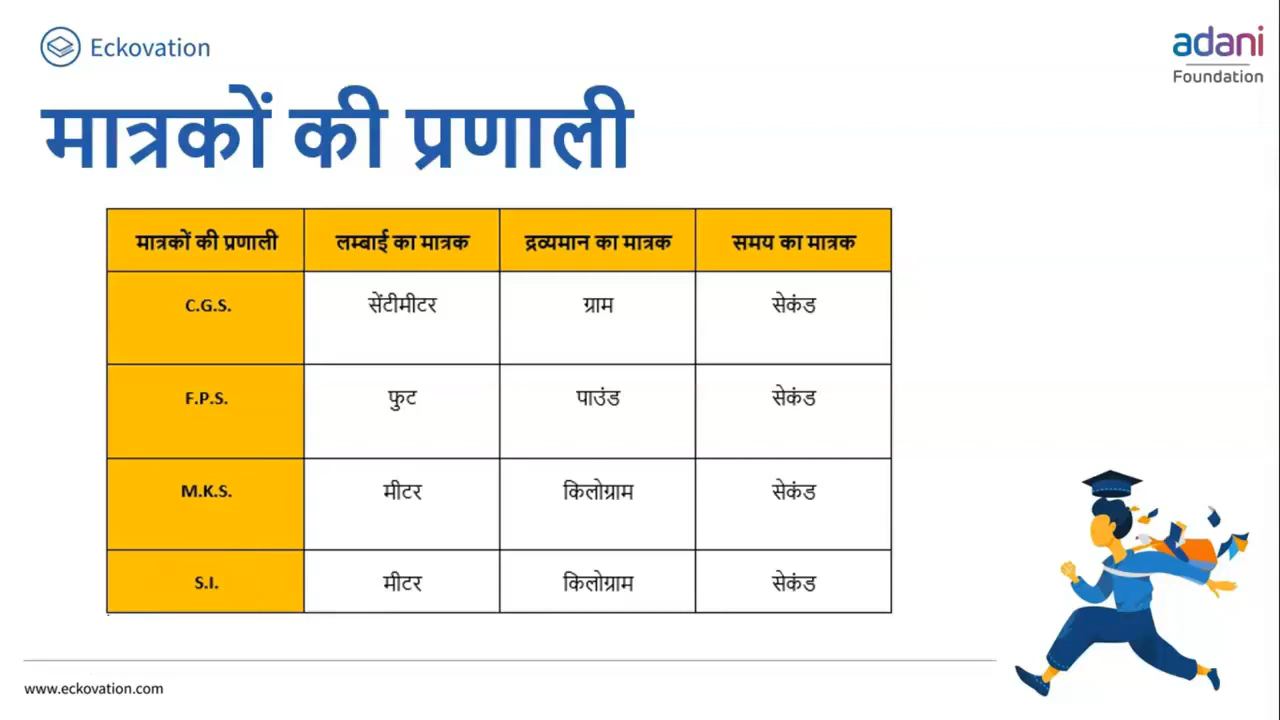 Eckovation
adani
Foundation
मात्रकों की प्रणाली
मात्रकों की प्रणाली लम्बाई का मात्रक द्रव्यमान का मात्रक समय का मात्रक
C.G.S. सेंटीमीटर ग्राम सेकंड
F.P.S. फुट पाउंड सेकंड
M.K.S. मीटर किलोग्राम सेकंड
S.I. मीटर किलोग्राम सेकंड
www.eckovation.com